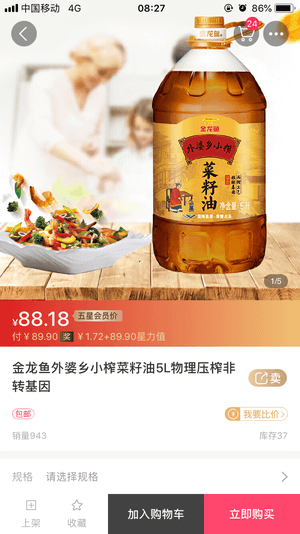 中国移动 4G 08:27 86%
24
金龙鱼
外婆乡小榨
菜籽油
净含量:5升
1/5
¥88.18 五星会员价
付 ¥ 89.90 奖 ¥ 1.72+89.90星力值
金龙鱼外婆乡小榨菜籽油5L物理压榨非
转基因
卖
包邮
我要比价>
销量943 库存37
规格 请选择规格
上架
收藏
加入购物车
立即购买